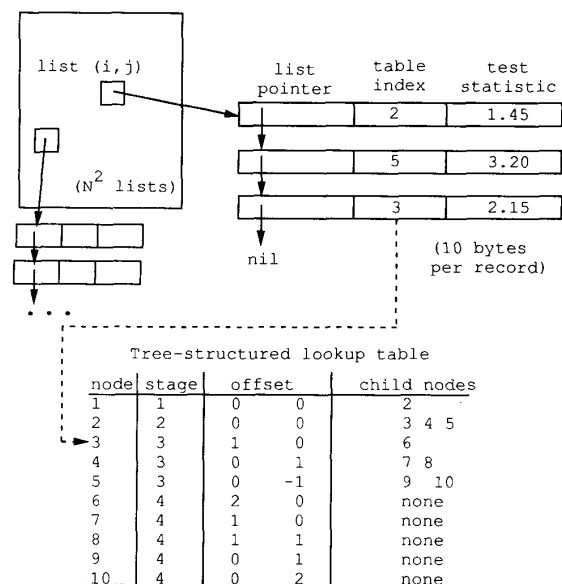 list (i,j)
(N² lists)
list pointer
table index
test statistic
2 1.45
5 3.20
3 2.15
nil
(10 bytes
per record)
. . .
Tree-structured lookup table
node stage offset child nodes
1 1 0 0 2
2 2 0 0 3 4 5
3 3 1 0 6
4 3 0 1 7 8
5 3 0 -1 9 10
6 4 2 0 none
7 4 1 0 none
8 4 1 1 none
9 4 0 1 none
10 4 0 2 none